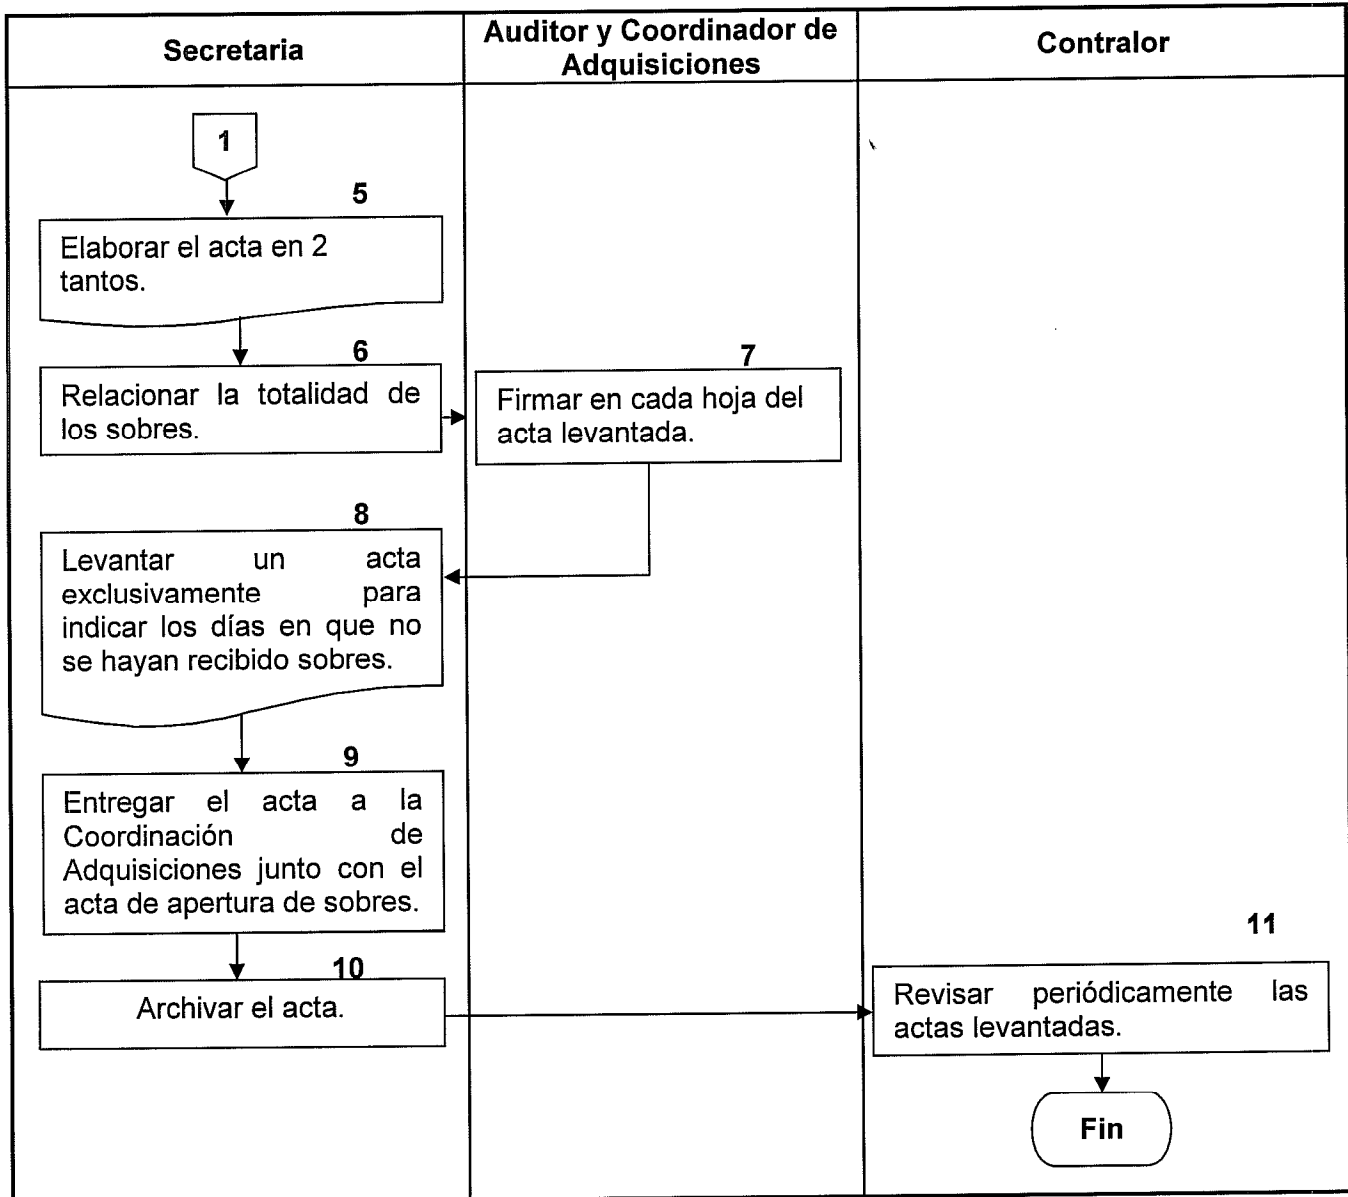 Secretaria
Auditor y Coordinador de
Adquisiciones
Contralor
1
5
Elaborar el acta en 2
tantos.
6
Relacionar la totalidad de
los sobres.
7
Firmar en cada hoja del
acta levantada.
8
Levantar un acta
exclusivamente para
indicar los días en que no
se hayan recibido sobres.
9
Entregar el acta a la
Coordinación de
Adquisiciones junto con el
acta de apertura de sobres.
10
Archivar el acta.
11
Revisar periódicamente las
actas levantadas.
Fin